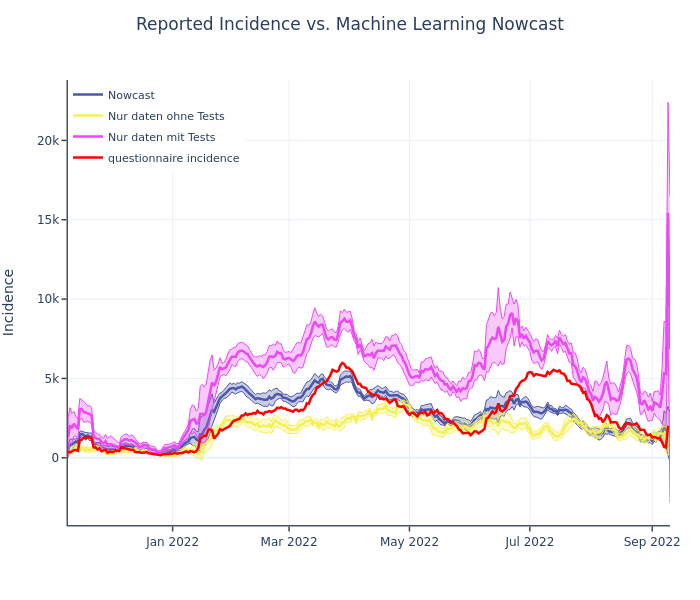 Reported Incidence vs. Machine Learning Nowcast
Nowcast
Nur daten ohne Tests
Nur daten mit Tests
questionnaire incidence
Incidence
20k
15k
10k
5k
0
Jan 2022
Mar 2022
May 2022
Jul 2022
Sep 2022